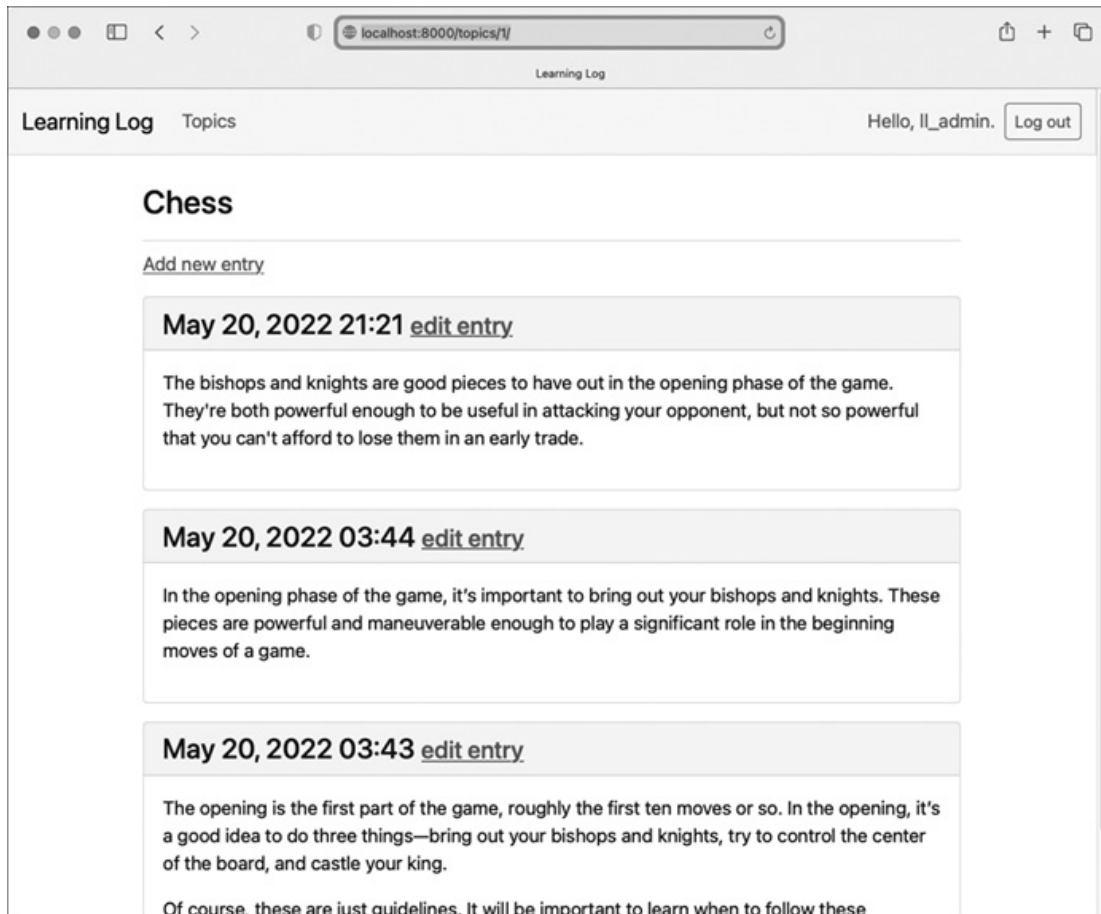 localhost:8000/topics/1/
Learning Log
Learning Log Topics Hello, ll_admin. Log out
Chess
Add new entry
May 20, 2022 21:21 edit entry
The bishops and knights are good pieces to have out in the opening phase of the game.
They're both powerful enough to be useful in attacking your opponent, but not so powerful
that you can't afford to lose them in an early trade.
May 20, 2022 03:44 edit entry
In the opening phase of the game, it’s important to bring out your bishops and knights. These
pieces are powerful and maneuverable enough to play a significant role in the beginning
moves of a game.
May 20, 2022 03:43 edit entry
The opening is the first part of the game, roughly the first ten moves or so. In the opening, it’s
a good idea to do three things—bring out your bishops and knights, try to control the center
of the board, and castle your king.
Of course, these are just guidelines. It will be important to learn when to follow these